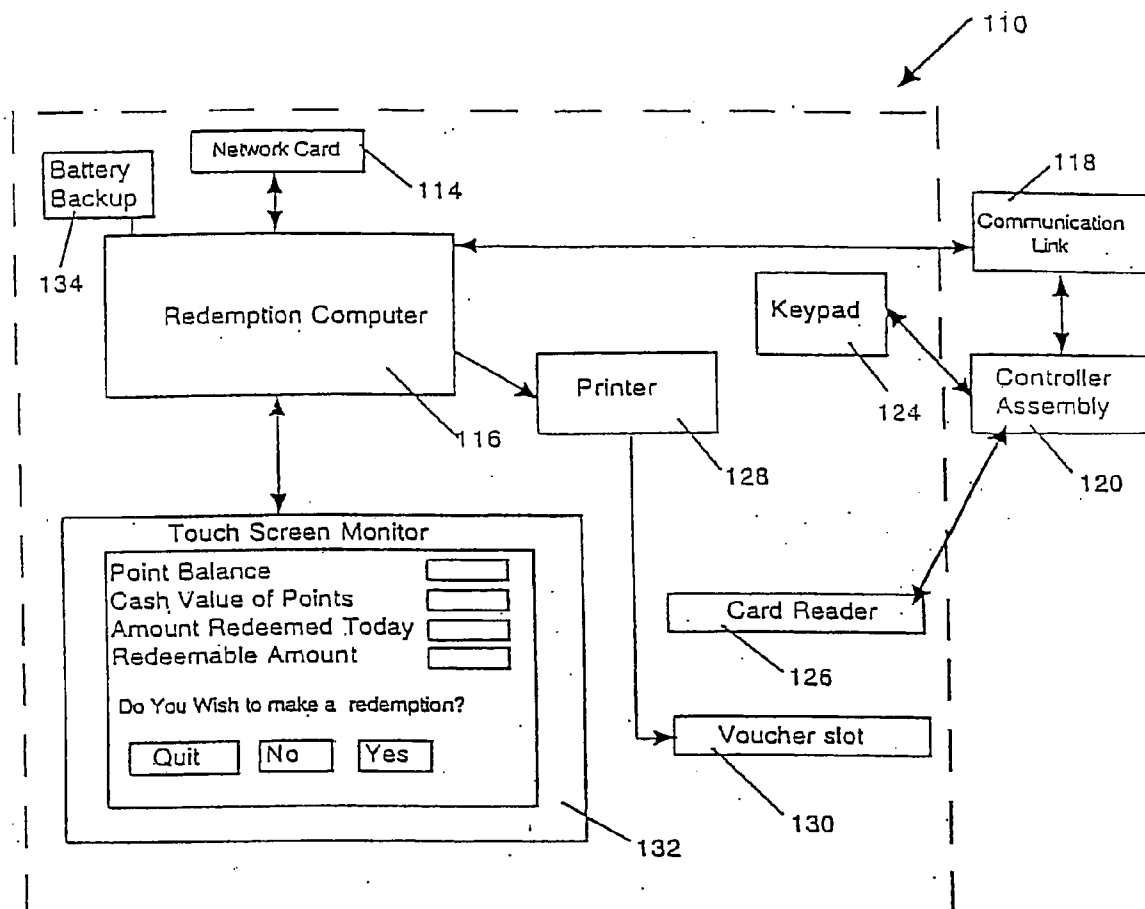 110
Network Card
114
Battery
Backup
134
118
Communication
Link
Redemption Computer
116
Keypad
124
Printer
128
Controller
Assembly
120
Touch Screen Monitor
Point Balance
Cash Value of Points
Amount Redeemed Today
Redeemable Amount
Do You Wish to make a redemption?
Quit
No
Yes
132
Card Reader
126
Voucher slot
130